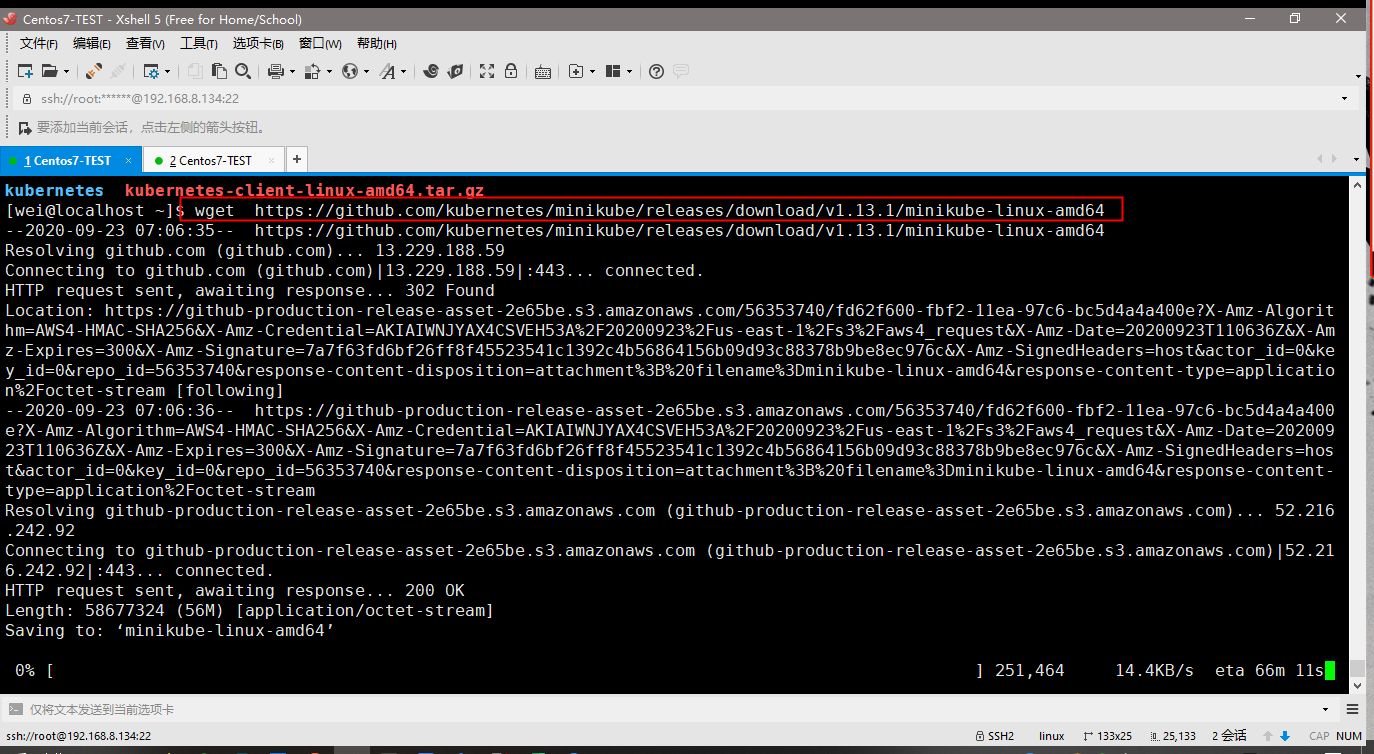 Centos7-TEST - Xshell 5 (Free for Home/School)
文件(F) 编辑(E) 查看(V) 工具(T) 选项卡(B) 窗口(W) 帮助(H)
ssh://root:******@192.168.8.134:22
要添加当前会话，点击左侧的箭头按钮。
1 Centos7-TEST × 2 Centos7-TEST × +
kubernetes  kubernetes-client-linux-amd64.tar.gz
[wei@localhost ~]$ wget  https://github.com/kubernetes/minikube/releases/download/v1.13.1/minikube-linux-amd64
--2020-09-23 07:06:35--  https://github.com/kubernetes/minikube/releases/download/v1.13.1/minikube-linux-amd64
Resolving github.com (github.com)... 13.229.188.59
Connecting to github.com (github.com)|13.229.188.59|:443... connected.
HTTP request sent, awaiting response... 302 Found
Location: https://github-production-release-asset-2e65be.s3.amazonaws.com/56353740/fd62f600-fbf2-11ea-97c6-bc5d4a4a400e?X-Amz-Algorit
hm=AWS4-HMAC-SHA256&X-Amz-Credential=AKIAIWNJYAX4CSVEH53A%2F20200923%2Fus-east-1%2Fs3%2Faws4_request&X-Amz-Date=20200923T110636Z&X-Am
z-Expires=300&X-Amz-Signature=7a7f63fd6bf26ff8f45523541c1392c4b56864156b09d93c88378b9be8ec976c&X-Amz-SignedHeaders=host&actor_id=0&ke
y_id=0&repo_id=56353740&response-content-disposition=attachment%3B%20filename%3Dminikube-linux-amd64&response-content-type=applicatio
n%2Foctet-stream [following]
--2020-09-23 07:06:36--  https://github-production-release-asset-2e65be.s3.amazonaws.com/56353740/fd62f600-fbf2-11ea-97c6-bc5d4a4a400
e?X-Amz-Algorithm=AWS4-HMAC-SHA256&X-Amz-Credential=AKIAIWNJYAX4CSVEH53A%2F20200923%2Fus-east-1%2Fs3%2Faws4_request&X-Amz-Date=202009
23T110636Z&X-Amz-Expires=300&X-Amz-Signature=7a7f63fd6bf26ff8f45523541c1392c4b56864156b09d93c88378b9be8ec976c&X-Amz-SignedHeaders=hos
t&actor_id=0&key_id=0&repo_id=56353740&response-content-disposition=attachment%3B%20filename%3Dminikube-linux-amd64&response-content-
type=application%2Foctet-stream
Resolving github-production-release-asset-2e65be.s3.amazonaws.com (github-production-release-asset-2e65be.s3.amazonaws.com)... 52.216
.242.92
Connecting to github-production-release-asset-2e65be.s3.amazonaws.com (github-production-release-asset-2e65be.s3.amazonaws.com)|52.21
6.242.92|:443... connected.
HTTP request sent, awaiting response... 200 OK
Length: 58677324 (56M) [application/octet-stream]
Saving to: ‘minikube-linux-amd64’
0% [ ] 251,464 14.4KB/s eta 66m 11s
仅将文本发送到当前选项卡
ssh://root@192.168.8.134:22 SSH2 linux 133x25 25,133 2 会话 CAP NUM